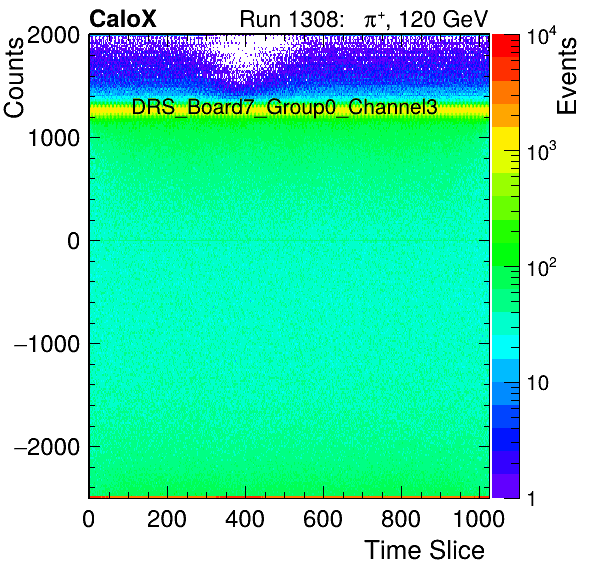 CaloX Run 1308: π⁺, 120 GeV
Counts
Events
DRS_Board7_Group0_Channel3
2000
1000
0
−1000
−2000
0 200 400 600 800 1000
Time Slice
10⁴
10³
10²
10
1